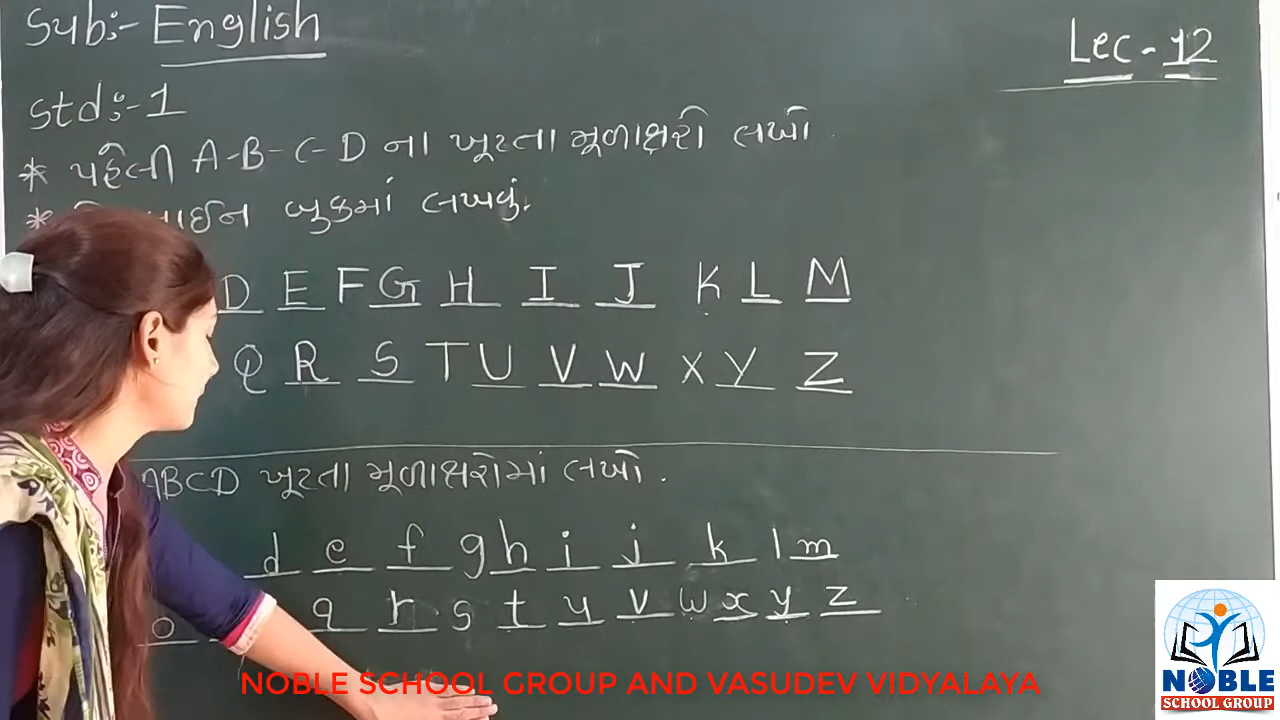 Sub:- English
Lec - 12
Std:- 1
* પહેલી A-B-C-D ના ખૂટતા મૂળાક્ષરો લખો
* બુકમાં લખવું.
D E F G H I J K L M
Q R S T U V W X Y Z
ABCD ખૂટતા મૂળાક્ષરોમાં લખો.
d e f g h i j k l m
o q r s t u v w x y z
NOBLE SCHOOL GROUP AND VASUDEV VIDYALAYA
NOBLE
SCHOOL GROUP